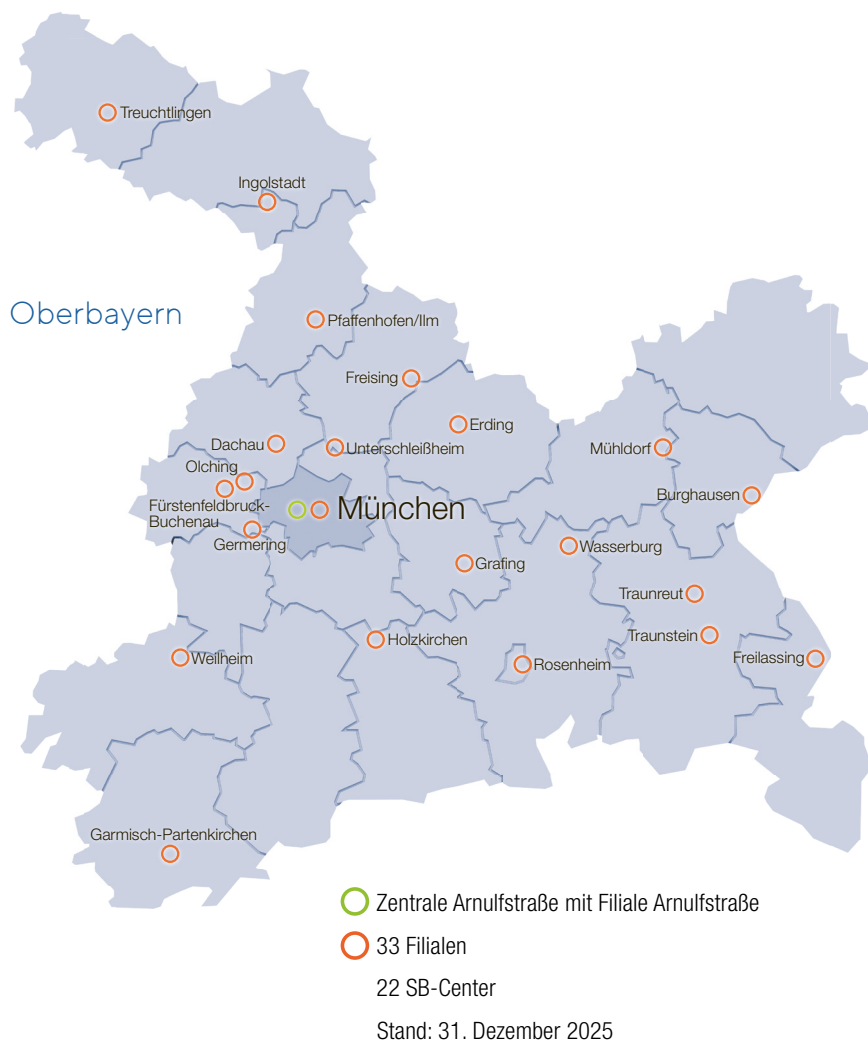 Treuchtlingen
Ingolstadt
Oberbayern
Pfaffenhofen/Ilm
Freising
Erding
Dachau
Unterschleißheim
Mühldorf
Olching
Burghausen
Fürstenfeldbruck-
Buchenau
München
Germering
Wasserburg
Grafing
Traunreut
Traunstein
Holzkirchen
Weilheim
Rosenheim
Freilassing
Garmisch-Partenkirchen
Zentrale Arnulfstraße mit Filiale Arnulfstraße
33 Filialen
22 SB-Center
Stand: 31. Dezember 2025